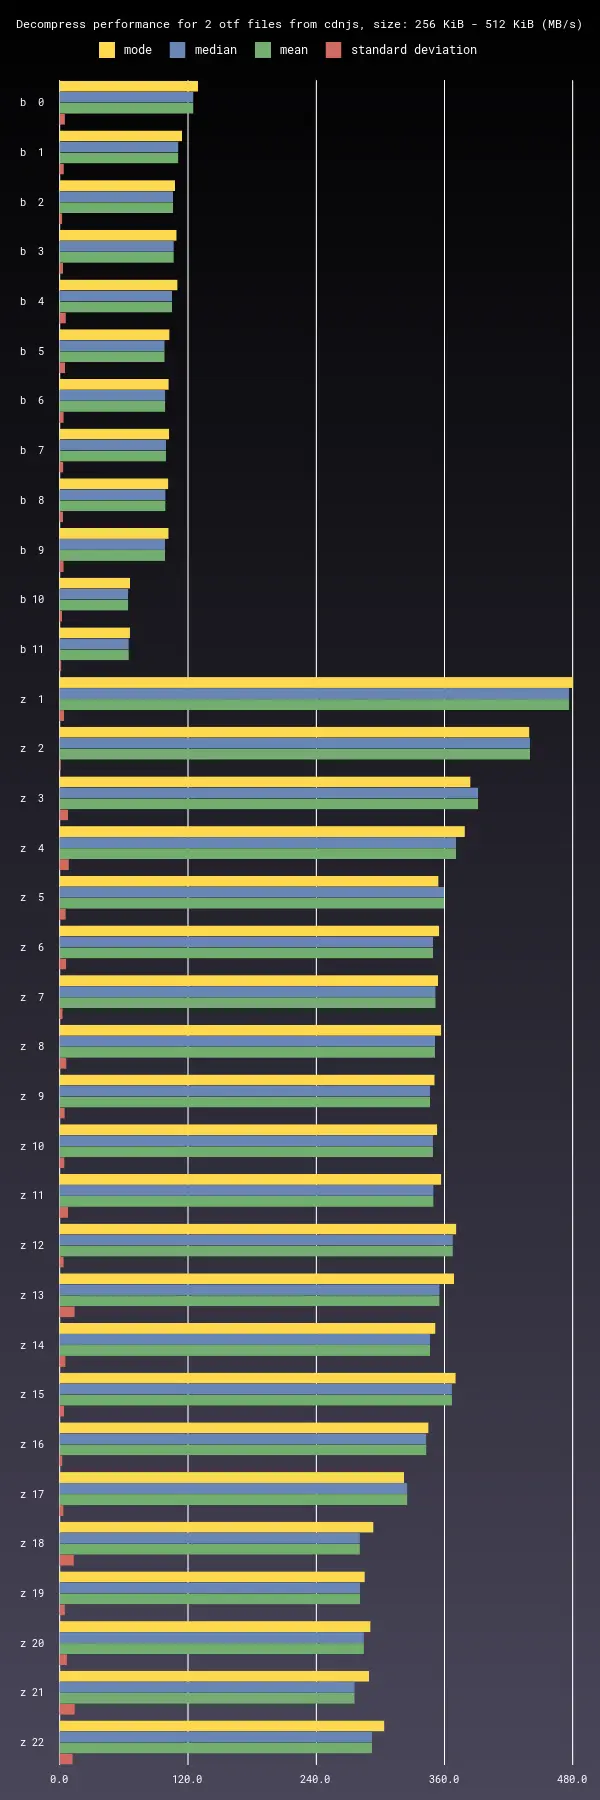 Decompress performance for 2 otf files from cdnjs, size: 256 KiB - 512 KiB (MB/s)
mode median mean standard deviation
b 0
b 1
b 2
b 3
b 4
b 5
b 6
b 7
b 8
b 9
b 10
b 11
z 1
z 2
z 3
z 4
z 5
z 6
z 7
z 8
z 9
z 10
z 11
z 12
z 13
z 14
z 15
z 16
z 17
z 18
z 19
z 20
z 21
z 22
0.0 120.0 240.0 360.0 480.0